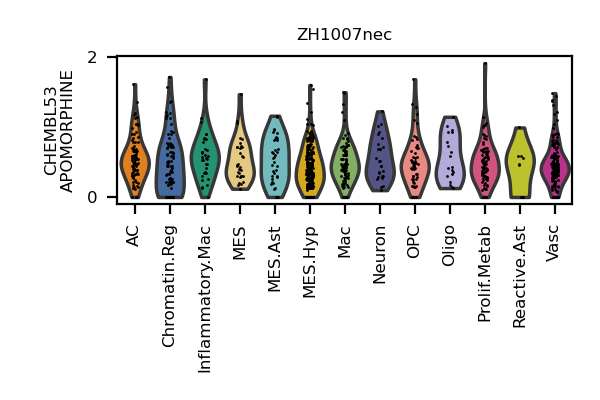 ZH1007nec
CHEMBL53
APOMORPHINE
2
0
AC
Chromatin.Reg
Inflammatory.Mac
MES
MES.Ast
MES.Hyp
Mac
Neuron
OPC
Oligo
Prolif.Metab
Reactive.Ast
Vasc